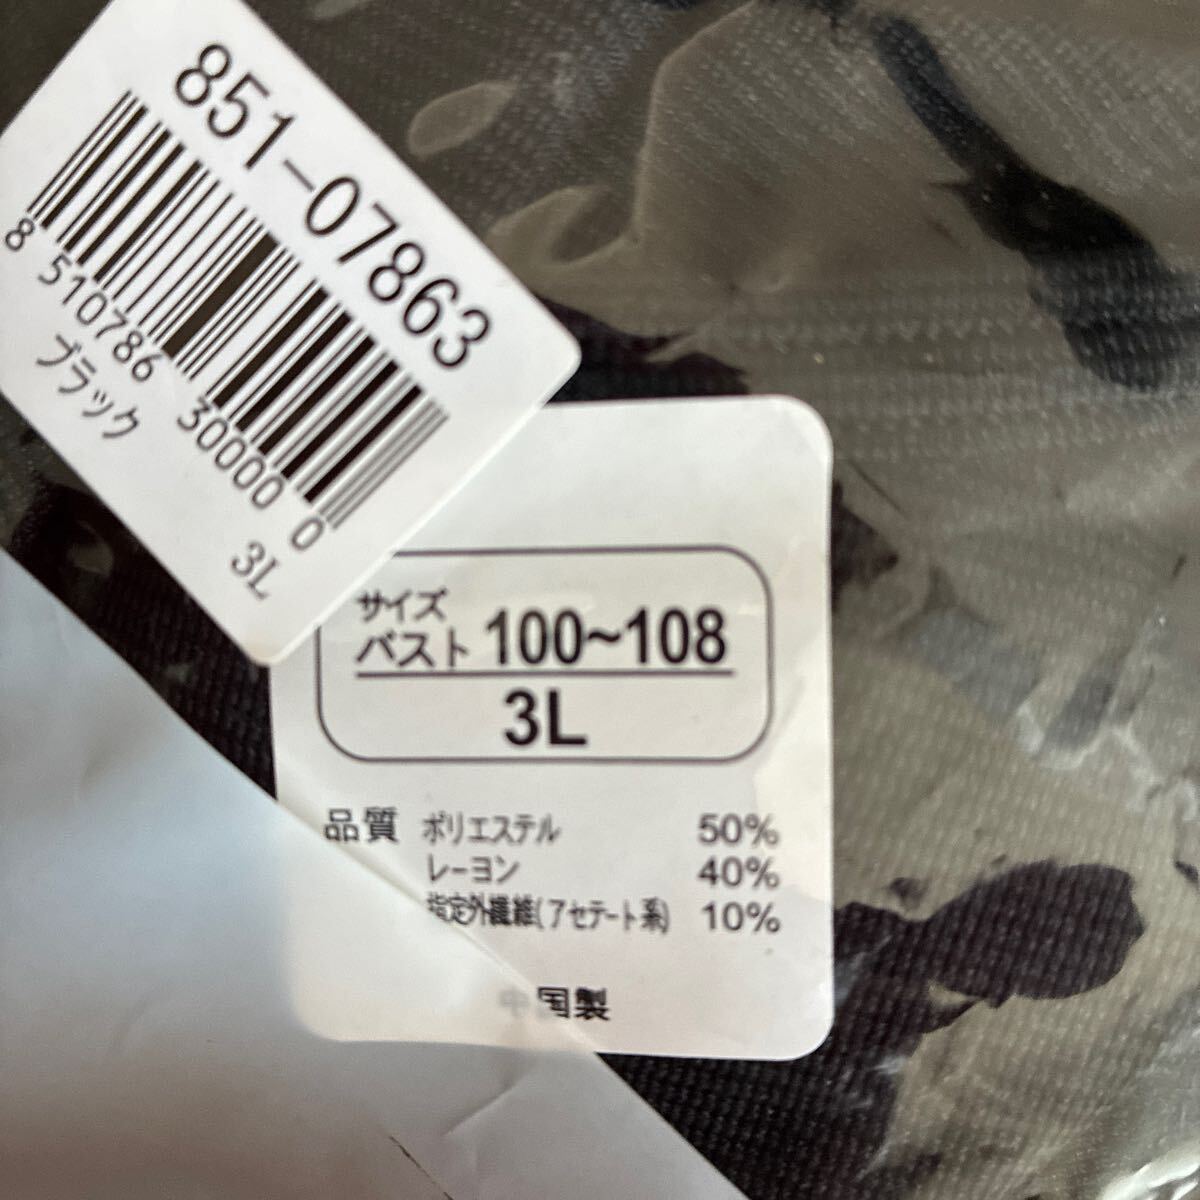 851-07863
8 510786 300000 0
ブラック 3L
サイズ
バスト 100~108
3L
品質 ポリエステル 50%
レーヨン 40%
指定外繊維(アセテート系) 10%
中国製